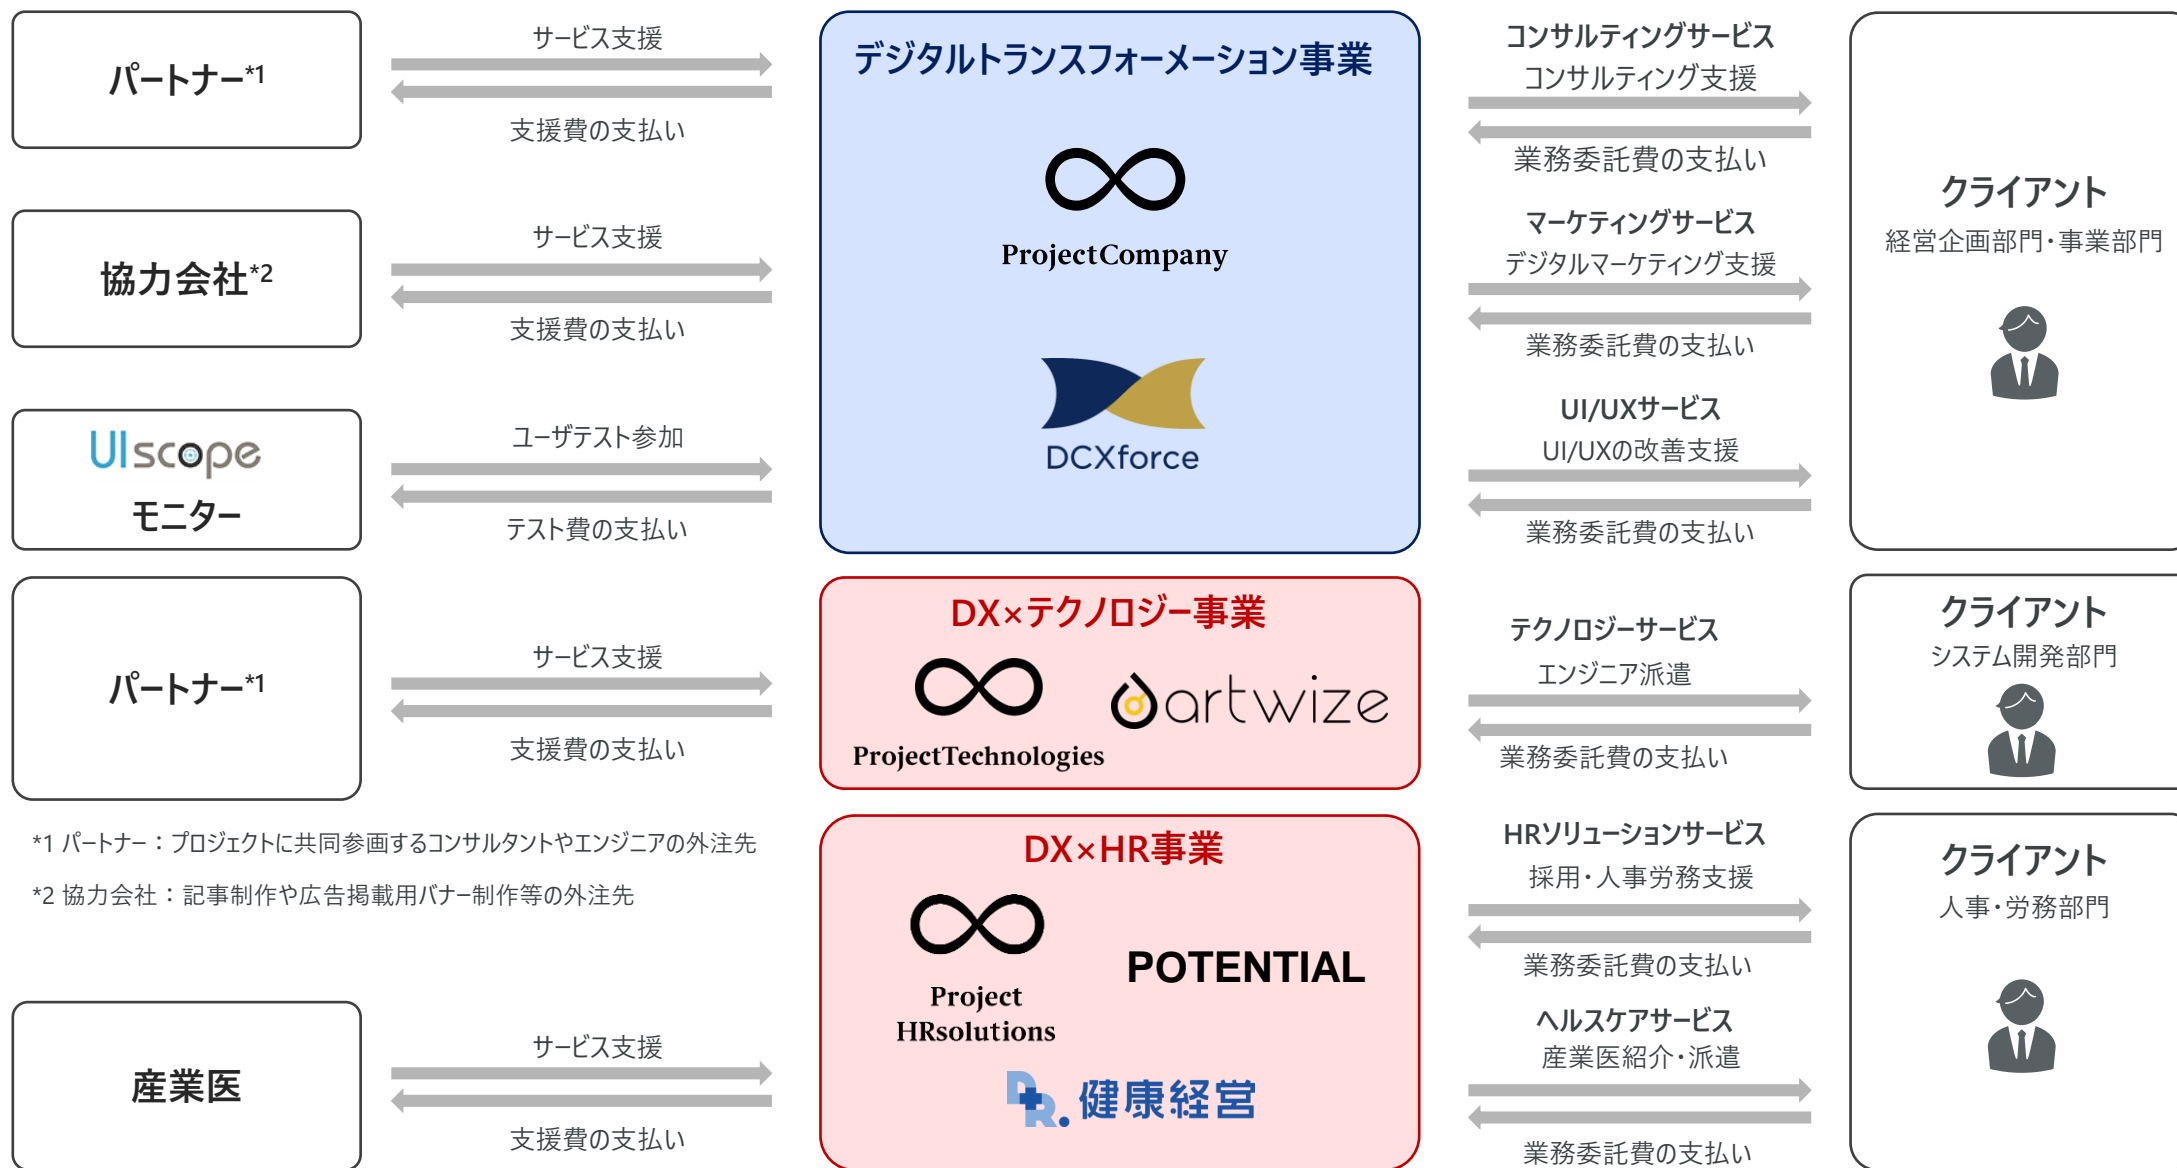 パートナー*1
サービス支援
支援費の支払い
協力会社*2
サービス支援
支援費の支払い
UIscope
モニター
ユーザテスト参加
テスト費の支払い
パートナー*1
サービス支援
支援費の支払い
*1 パートナー：プロジェクトに共同参画するコンサルタントやエンジニアの外注先
*2 協力会社：記事制作や広告掲載用バナー制作等の外注先
産業医
サービス支援
支援費の支払い
デジタルトランスフォーメーション事業
ProjectCompany
DCXforce
DX×テクノロジー事業
ProjectTechnologies
artwize
DX×HR事業
Project
HRsolutions
POTENTIAL
DR.健康経営
コンサルティングサービス
コンサルティング支援
業務委託費の支払い
マーケティングサービス
デジタルマーケティング支援
業務委託費の支払い
UI/UXサービス
UI/UXの改善支援
業務委託費の支払い
テクノロジーサービス
エンジニア派遣
業務委託費の支払い
HRソリューションサービス
採用・人事労務支援
業務委託費の支払い
ヘルスケアサービス
産業医紹介・派遣
業務委託費の支払い
クライアント
経営企画部門・事業部門
クライアント
システム開発部門
クライアント
人事・労務部門